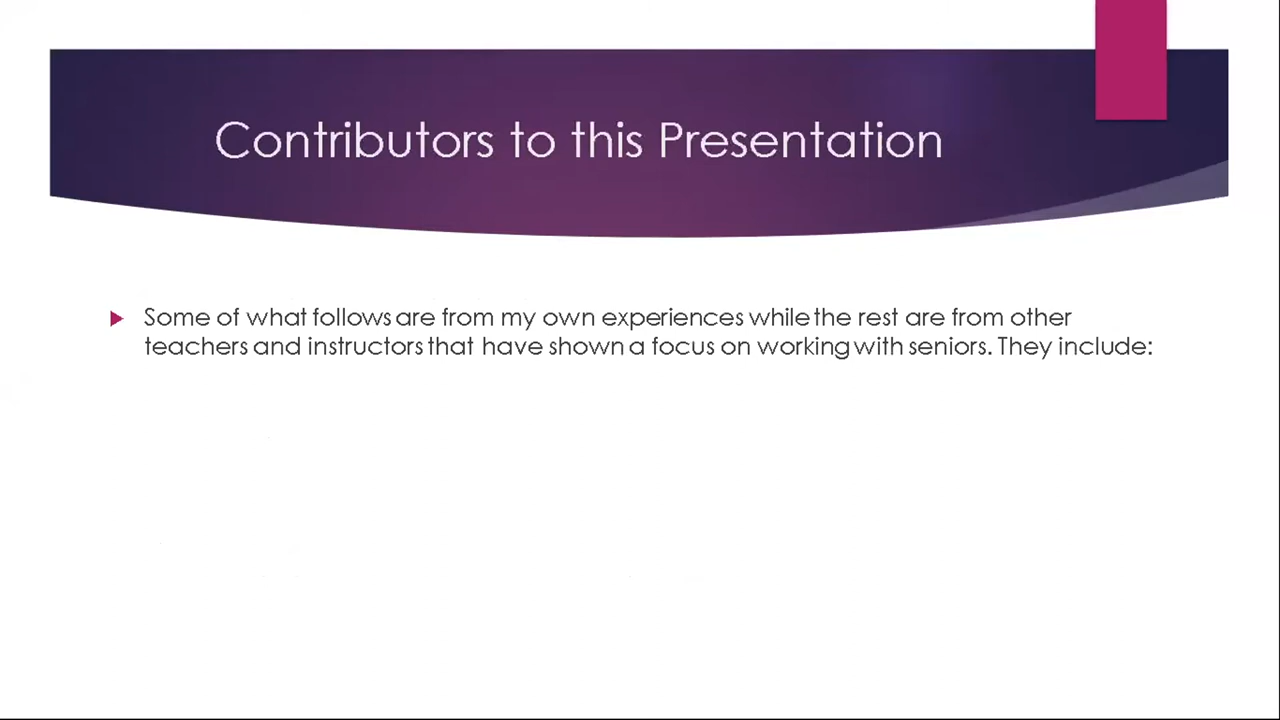 Contributors to this Presentation
Some of what follows are from my own experiences while the rest are from other
teachers and instructors that have shown a focus on working with seniors. They include: